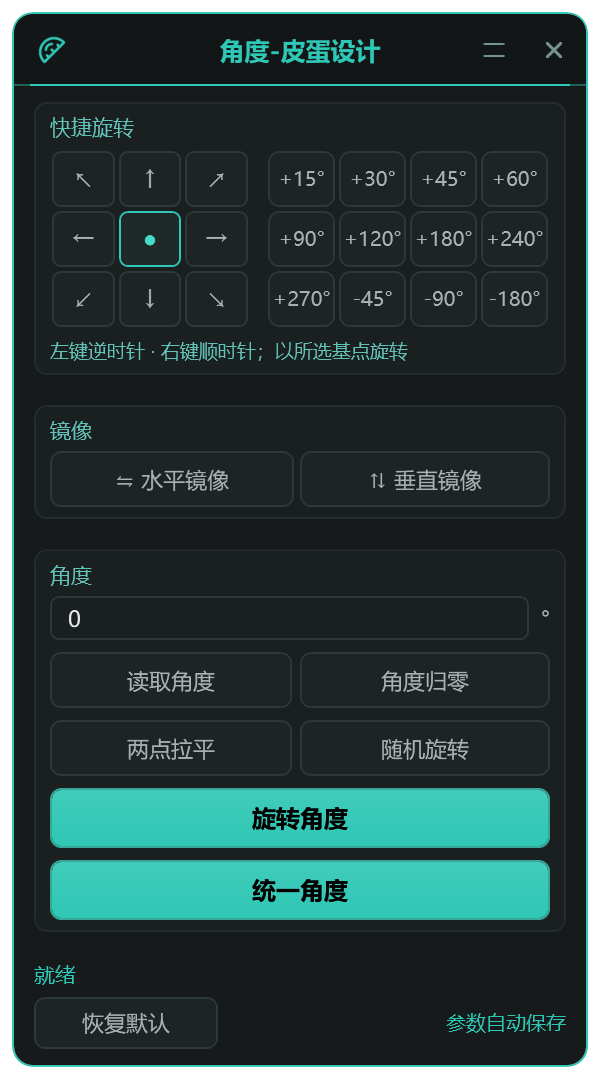 角度-皮蛋设计
快捷旋转
↖ ↑ ↗ +15° +30° +45° +60°
← ● → +90° +120° +180° +240°
↙ ↓ ↘ +270° -45° -90° -180°
左键逆时针 · 右键顺时针；以所选基点旋转
镜像
⇋ 水平镜像 ⇅ 垂直镜像
角度
0 °
读取角度 角度归零
两点拉平 随机旋转
旋转角度
统一角度
就绪
恢复默认 参数自动保存